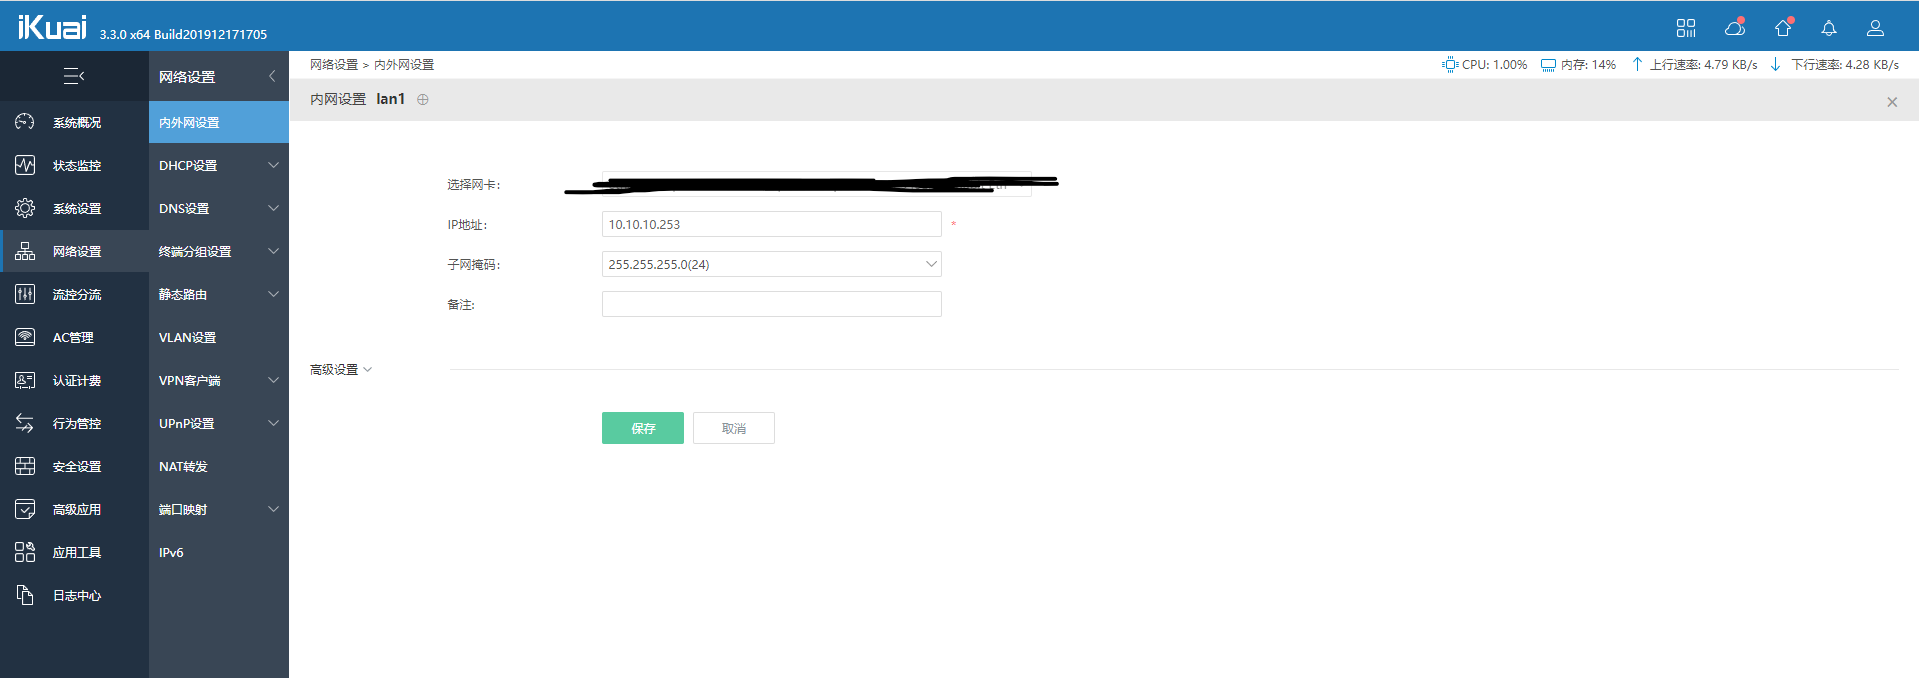 iKuai 3.3.0 x64 Build201912171705
网络设置
系统概况
状态监控
系统设置
网络设置
流控分流
AC管理
认证计费
行为管控
安全设置
高级应用
应用工具
日志中心
内外网设置
DHCP设置
DNS设置
终端分组设置
静态路由
VLAN设置
VPN客户端
UPnP设置
NAT转发
端口映射
IPv6
网络设置 > 内外网设置
CPU: 1.00% 内存: 14% 上行速率: 4.79 KB/s 下行速率: 4.28 KB/s
内网设置 lan1
选择网卡:
IP地址: 10.10.10.253 *
子网掩码: 255.255.255.0(24)
备注:
高级设置
保存 取消